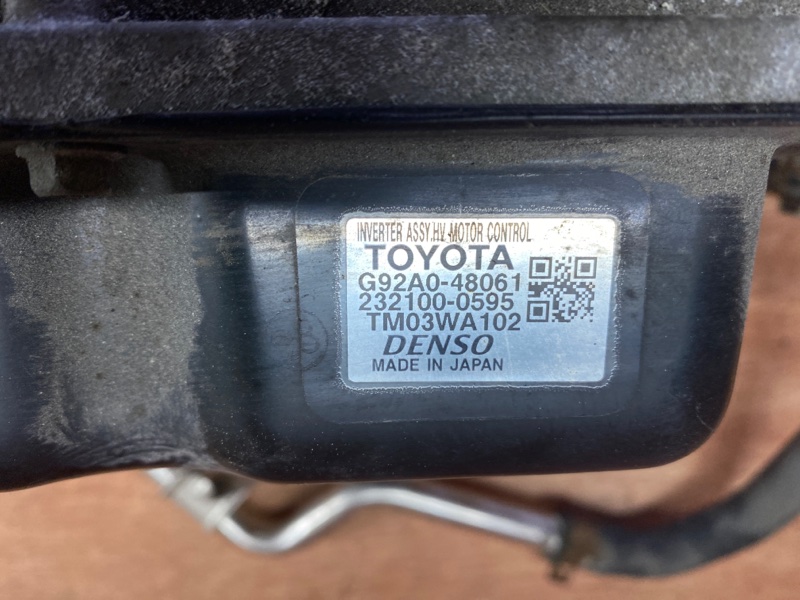 INVERTER ASSY,HV MOTOR CONTROL
TOYOTA
G92A0-48061
232100-0595
TM03WA102
DENSO
MADE IN JAPAN